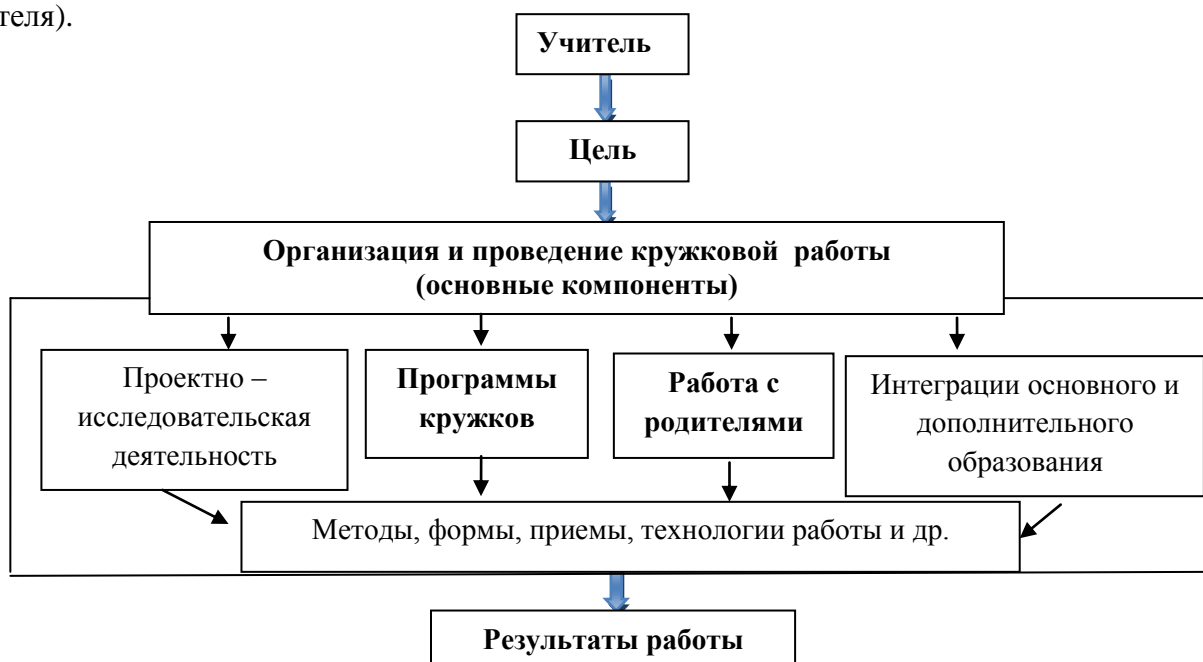 теля).
Учитель
Цель
Организация и проведение кружковой работы
(основные компоненты)
Проектно –
исследовательская
деятельность
Программы
кружков
Работа с
родителями
Интеграции основного и
дополнительного
образования
Методы, формы, приемы, технологии работы и др.
Результаты работы